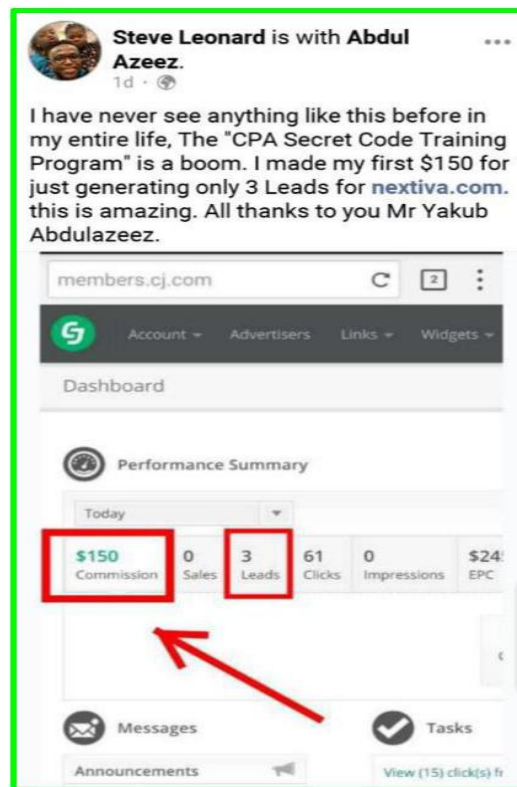 Steve Leonard is with Abdul
Azeez.
1d ·
I have never see anything like this before in
my entire life, The "CPA Secret Code Training
Program" is a boom. I made my first $150 for
just generating only 3 Leads for nextiva.com.
this is amazing. All thanks to you Mr Yakub
Abdulazeez.
members.cj.com
2
Account Advertisers Links Widgets
Dashboard
Performance Summary
Today
$150 0 3 61 0 $24
Commission Sales Leads Clicks Impressions EPC
Messages Tasks
Announcements View (15) click(s)